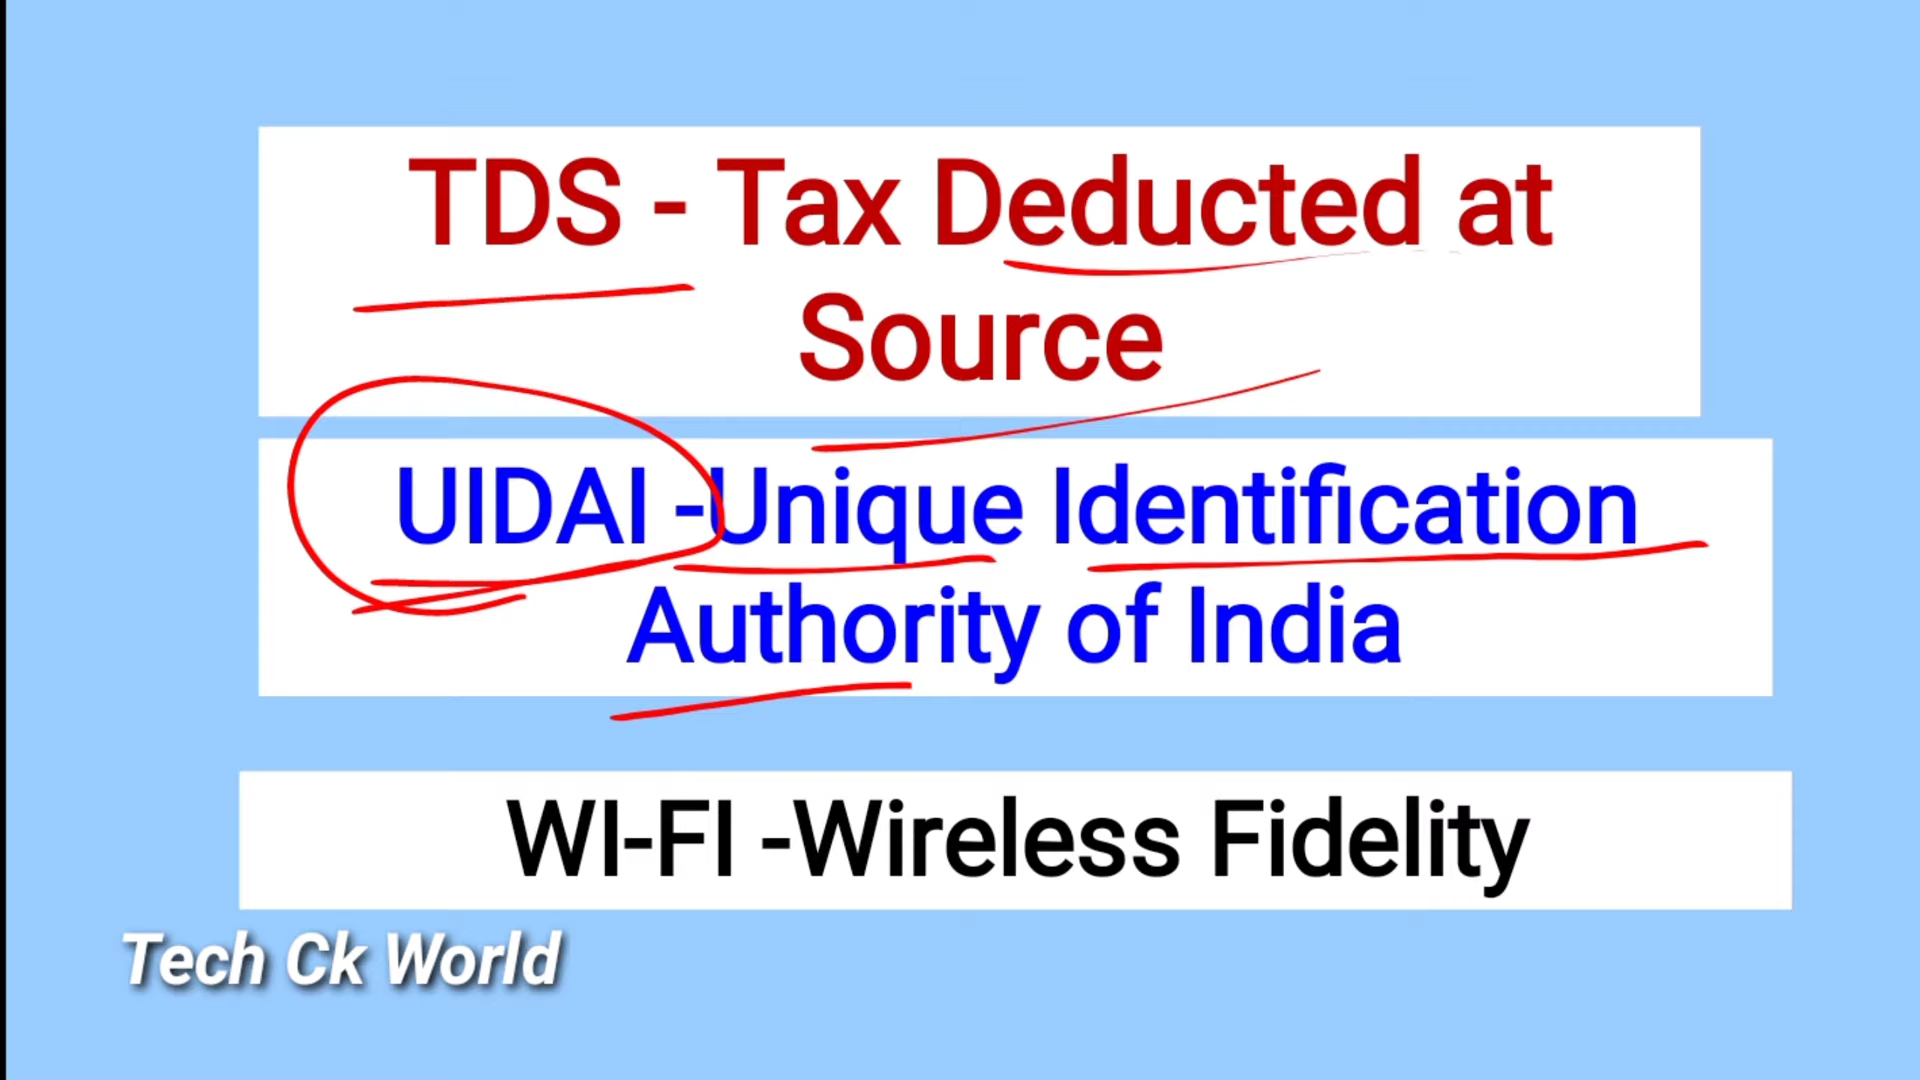 TDS - Tax Deducted at
Source
UIDAI -Unique Identification
Authority of India
WI-FI -Wireless Fidelity
Tech Ck World